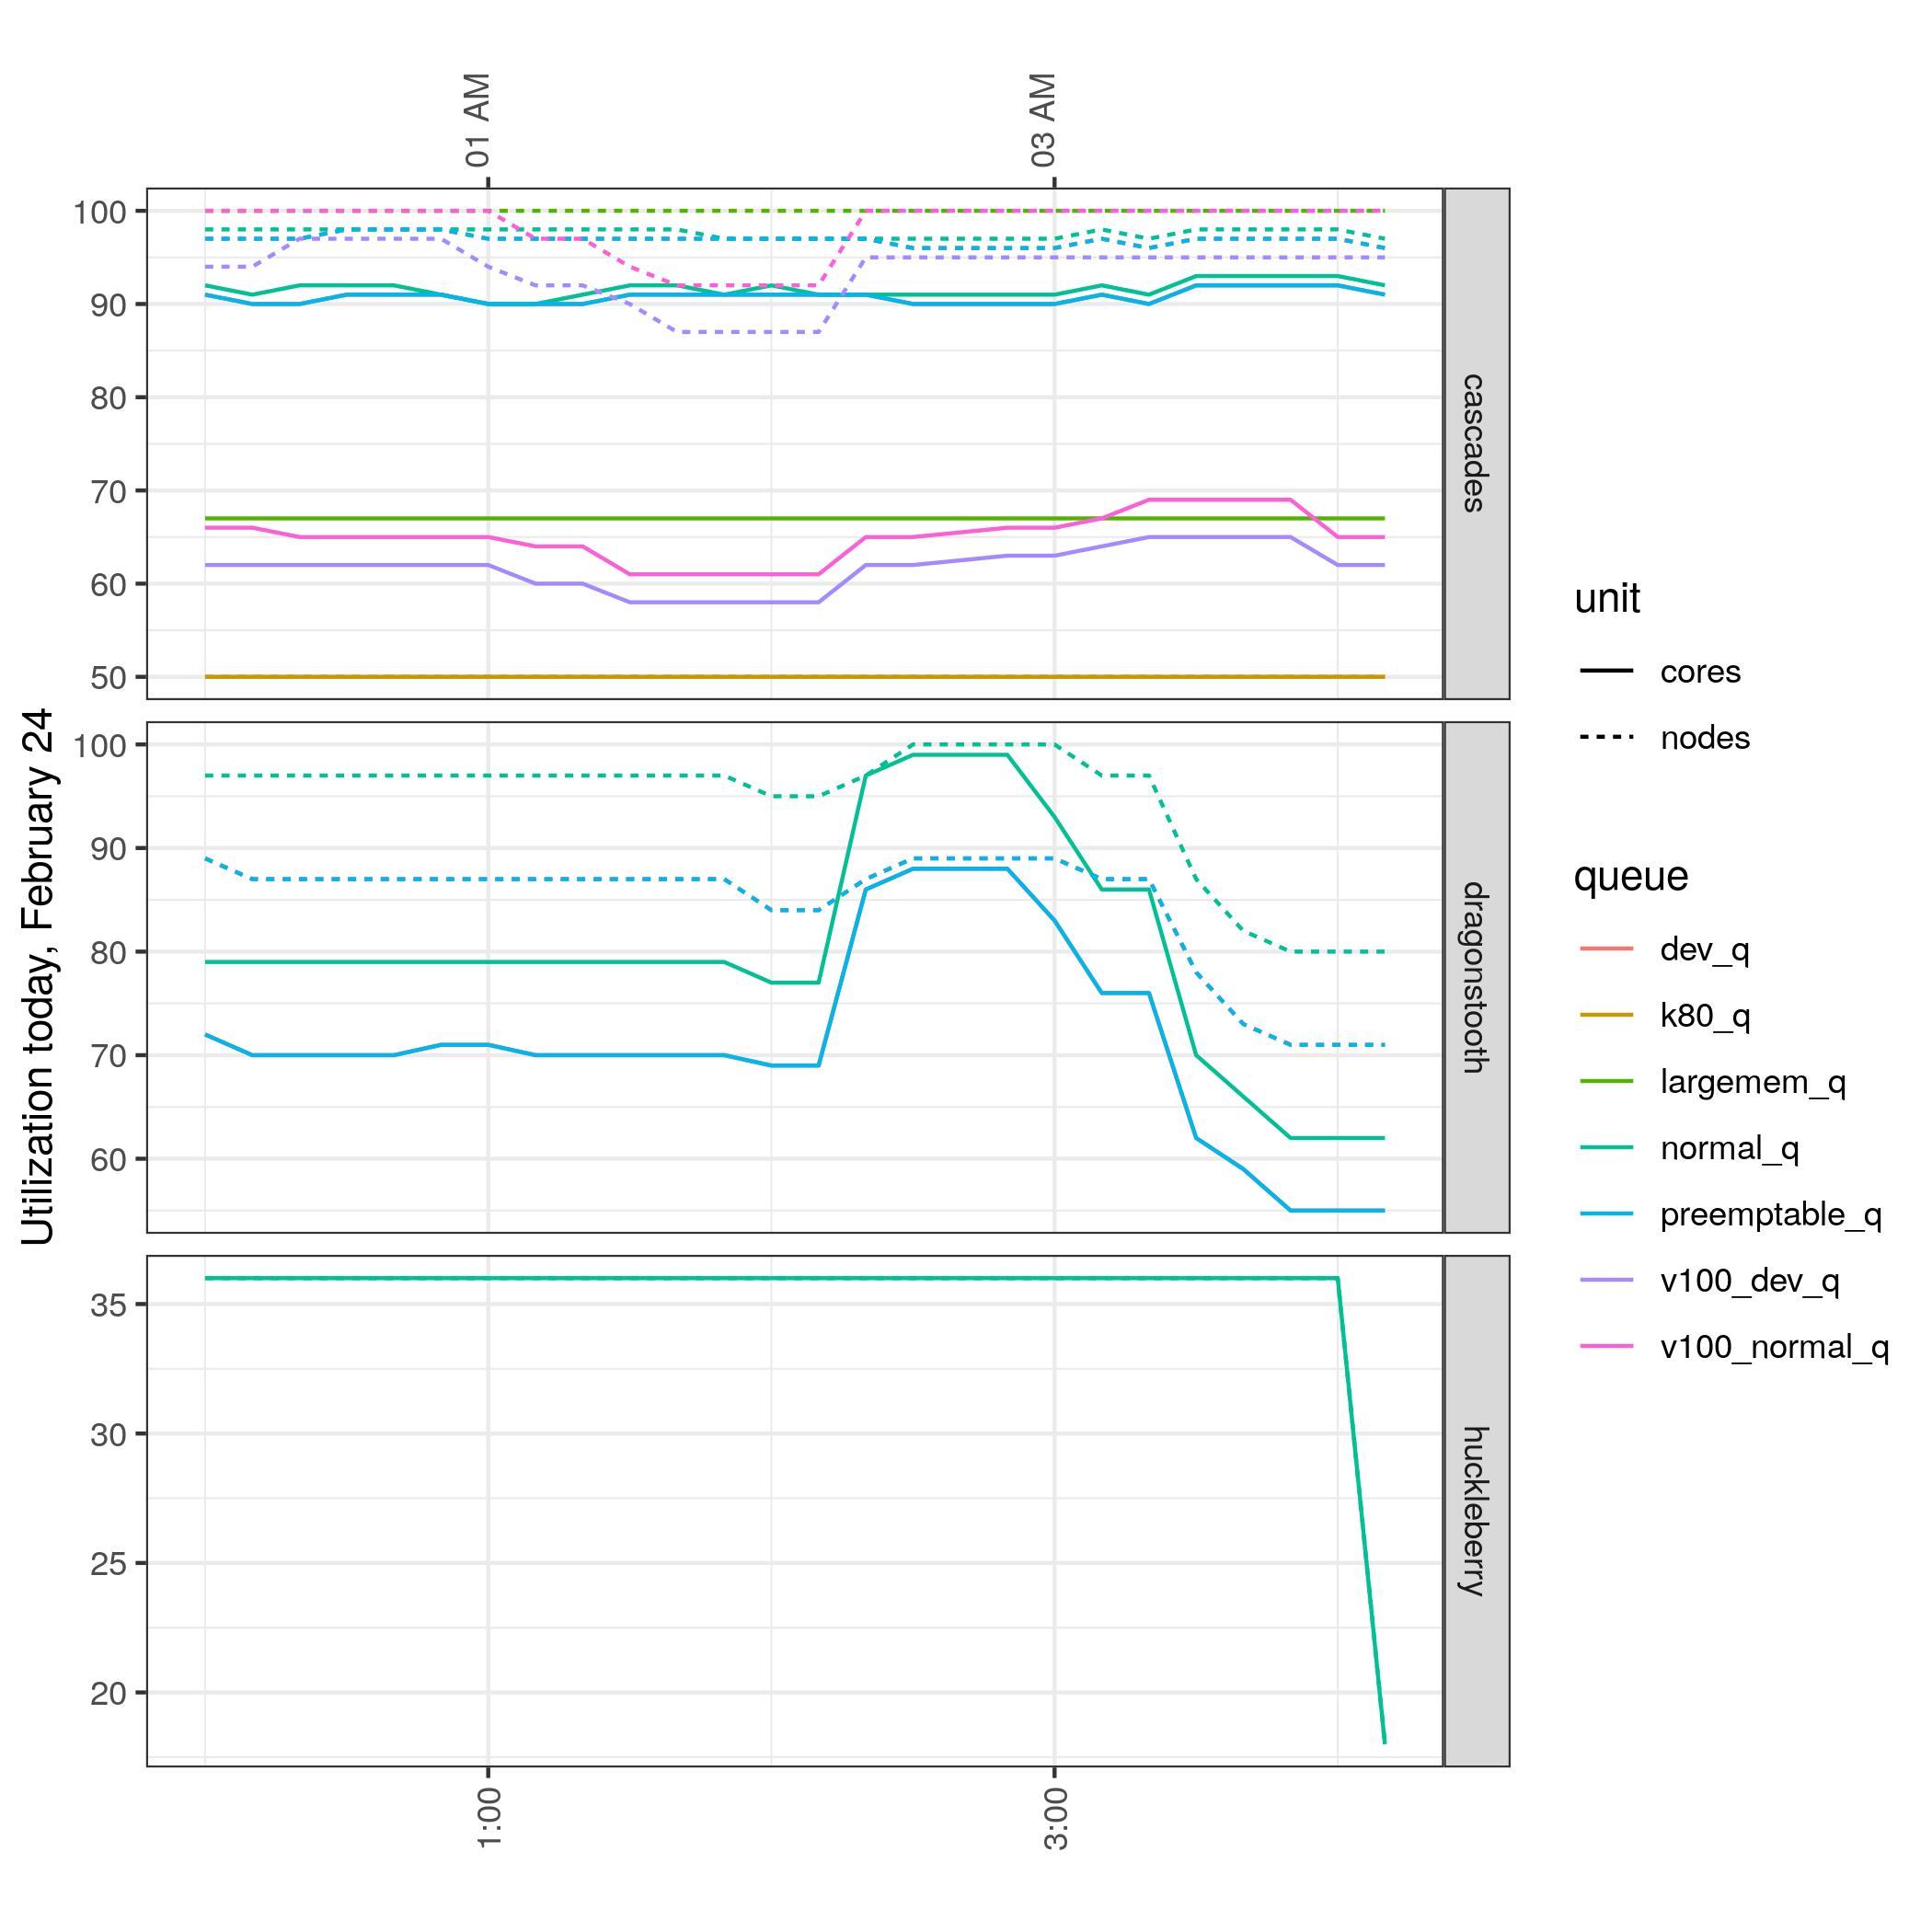 01 AM
03 AM
Utilization today, February 24
100
90
80
70
60
50
cascades
100
90
80
70
60
dragonstooth
35
30
25
20
huckleberry
1:00
3:00
unit
cores
nodes
queue
dev_q
k80_q
largemem_q
normal_q
preemptable_q
v100_dev_q
v100_normal_q